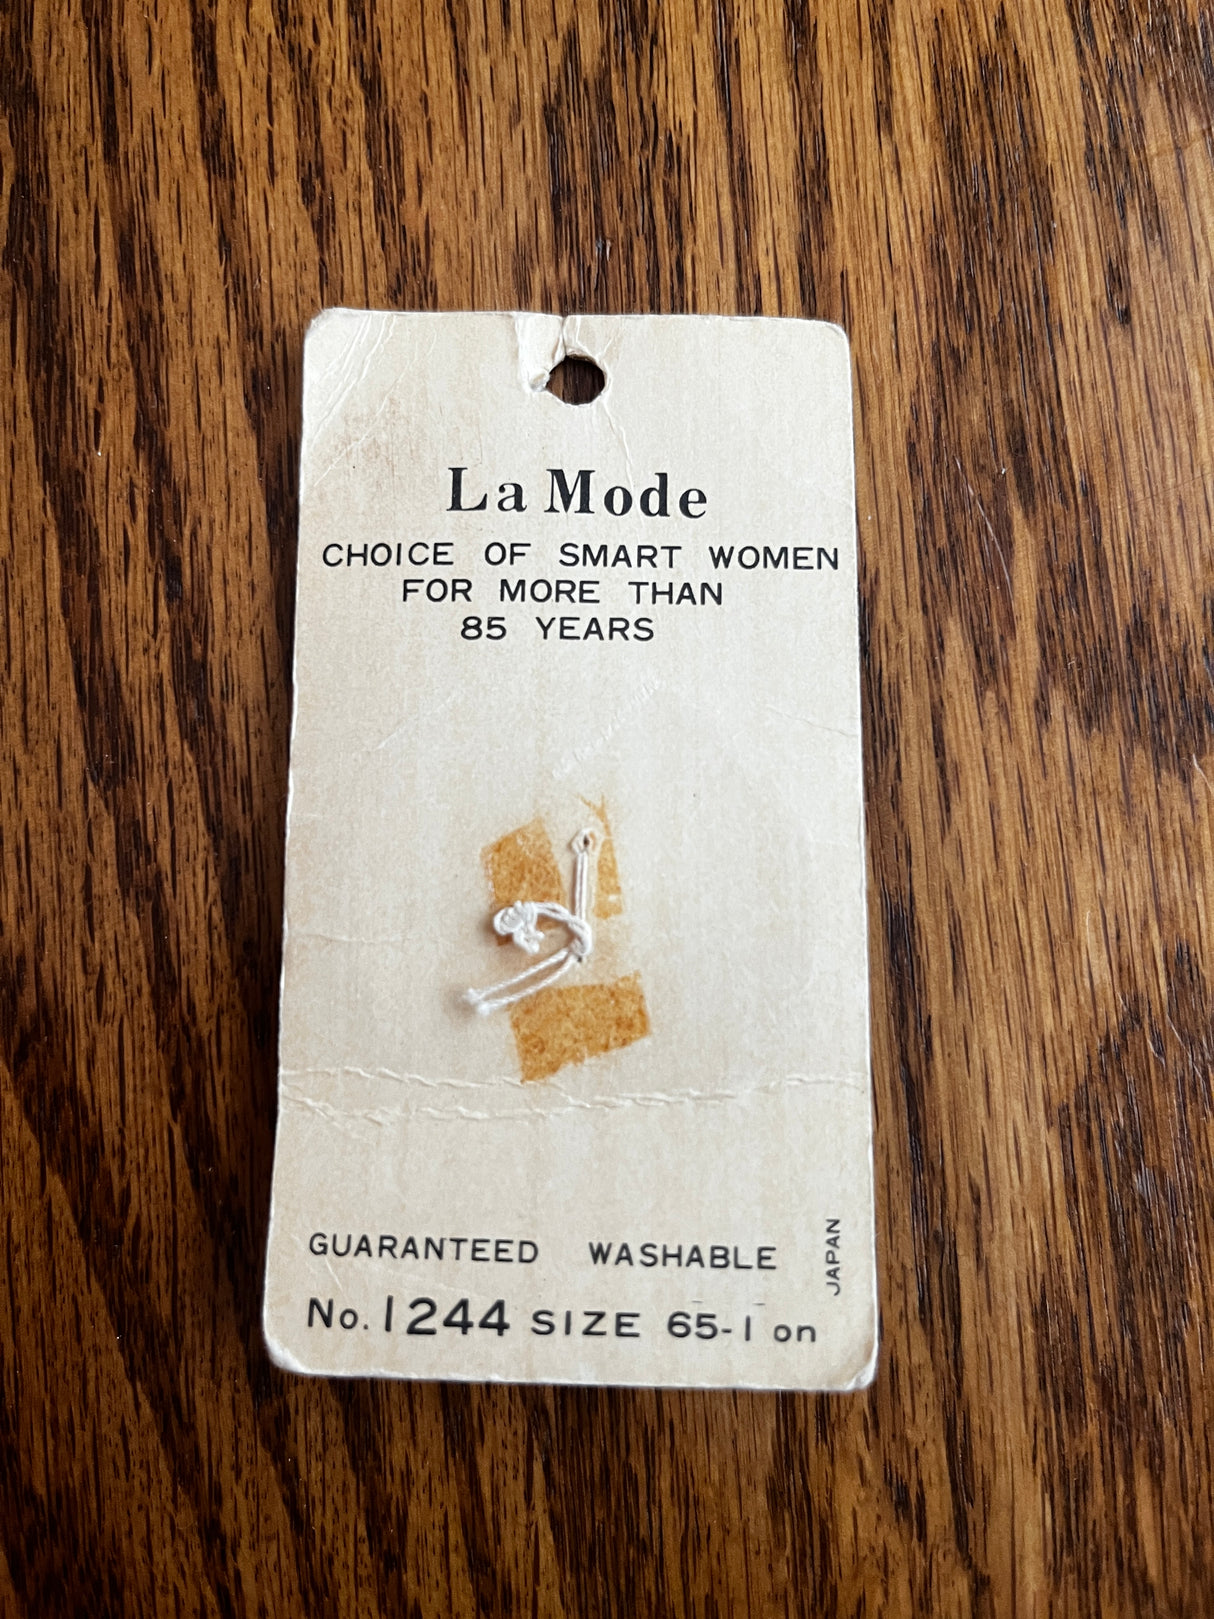 La Mode
CHOICE OF SMART WOMEN
FOR MORE THAN
85 YEARS
GUARANTEED WASHABLE
JAPAN
No. 1244 SIZE 65-1 on